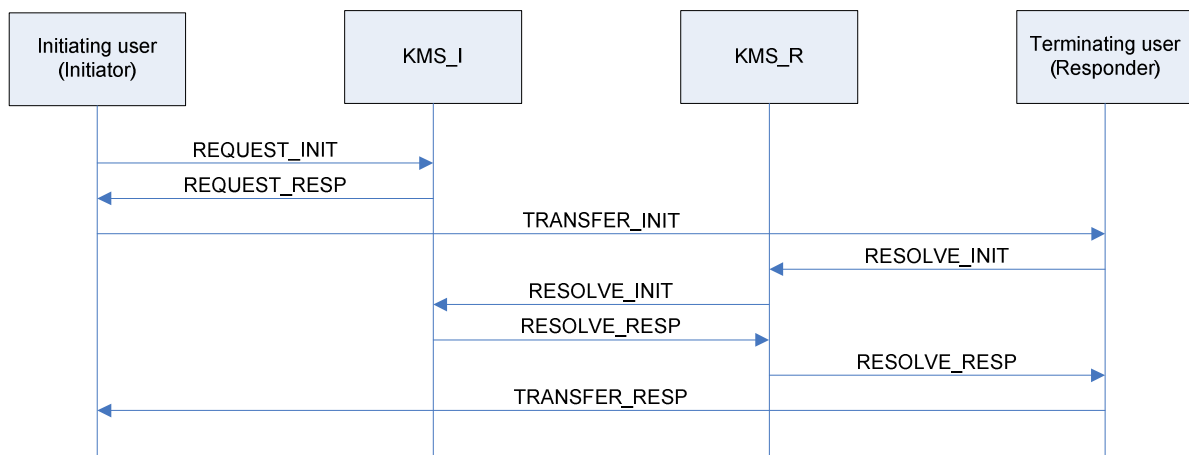 Initiating user
(Initiator)
KMS_I
KMS_R
Terminating user
(Responder)
REQUEST_INIT
REQUEST_RESP
TRANSFER_INIT
RESOLVE_INIT
RESOLVE_INIT
RESOLVE_RESP
RESOLVE_RESP
TRANSFER_RESP